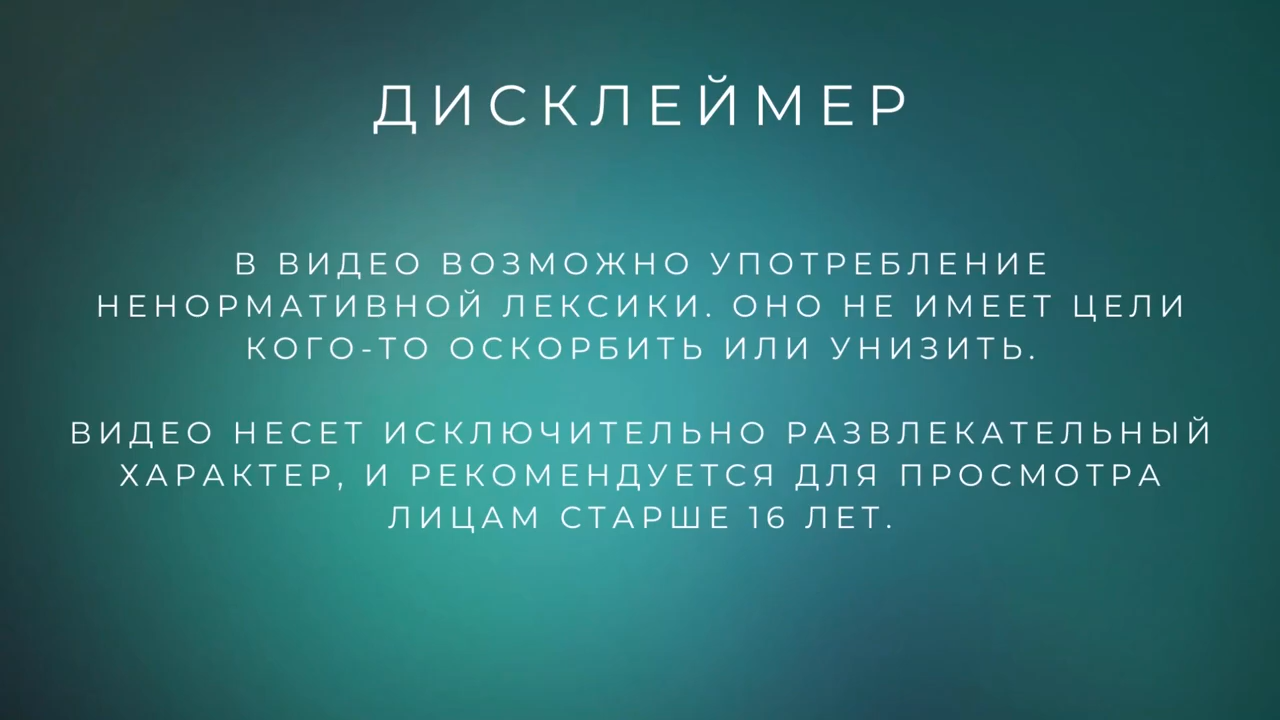 ДИСКЛЕЙМЕР
В ВИДЕО ВОЗМОЖНО УПОТРЕБЛЕНИЕ
НЕНОРМАТИВНОЙ ЛЕКСИКИ. ОНО НЕ ИМЕЕТ ЦЕЛИ
КОГО-ТО ОСКОРБИТЬ ИЛИ УНИЗИТЬ.
ВИДЕО НЕСЕТ ИСКЛЮЧИТЕЛЬНО РАЗВЛЕКАТЕЛЬНЫЙ
ХАРАКТЕР, И РЕКОМЕНДУЕТСЯ ДЛЯ ПРОСМОТРА
ЛИЦАМ СТАРШЕ 16 ЛЕТ.